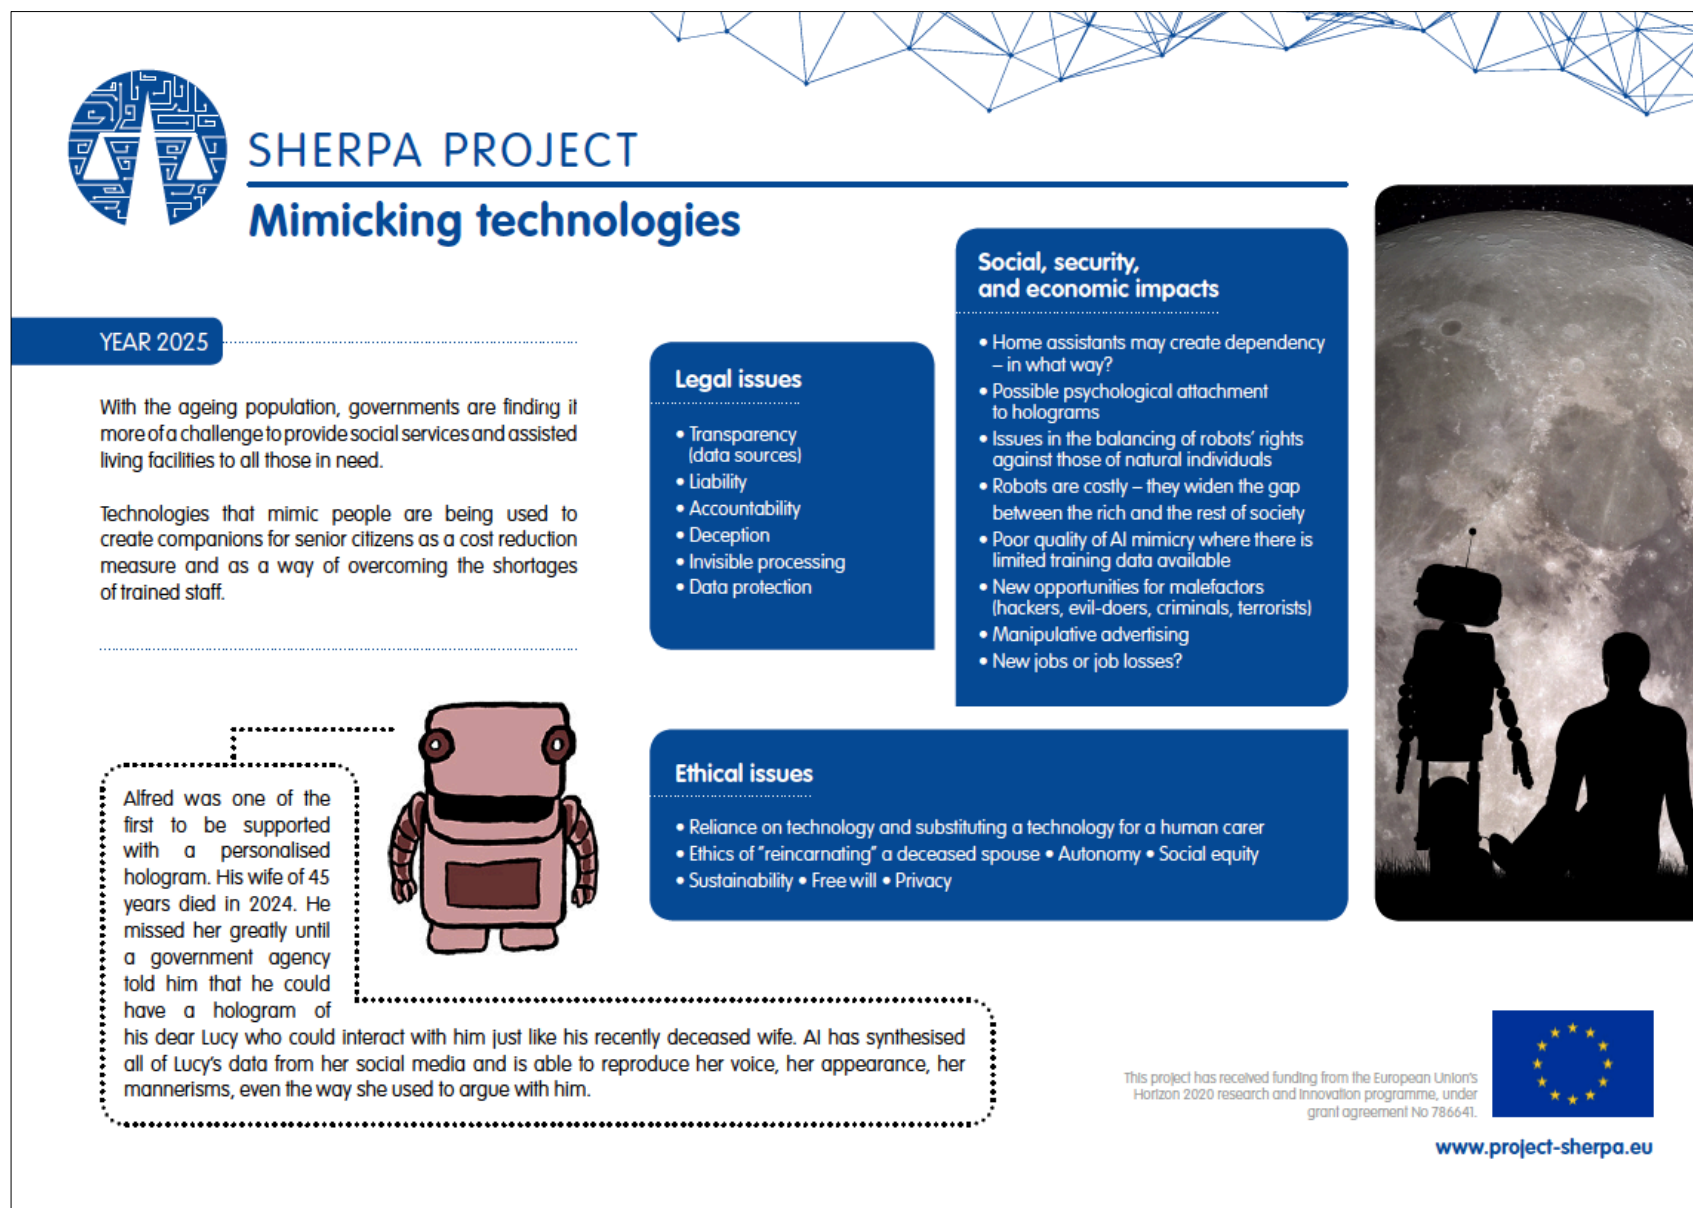 SHERPA PROJECT
Mimicking technologies
YEAR 2025
With the ageing population, governments are finding it
more of a challenge to provide social services and assisted
living facilities to all those in need.
Technologies that mimic people are being used to
create companions for senior citizens as a cost reduction
measure and as a way of overcoming the shortages
of trained staff.
Alfred was one of the
first to be supported
with a personalised
hologram. His wife of 45
years died in 2024. He
missed her greatly until
a government agency
told him that he could
have a hologram of
his dear Lucy who could interact with him just like his recently deceased wife. AI has synthesised
all of Lucy's data from her social media and is able to reproduce her voice, her appearance, her
mannerisms, even the way she used to argue with him.
Legal issues
• Transparency
(data sources)
• Liability
• Accountability
• Deception
• Invisible processing
• Data protection
Social, security,
and economic impacts
• Home assistants may create dependency
– in what way?
• Possible psychological attachment
to holograms
• Issues in the balancing of robots' rights
against those of natural individuals
• Robots are costly – they widen the gap
between the rich and the rest of society
• Poor quality of AI mimicry where there is
limited training data available
• New opportunities for malefactors
(hackers, evil-doers, criminals, terrorists)
• Manipulative advertising
• New jobs or job losses?
Ethical issues
• Reliance on technology and substituting a technology for a human carer
• Ethics of "reincarnating" a deceased spouse • Autonomy • Social equity
• Sustainability • Free will • Privacy
This project has received funding from the European Union's
Horizon 2020 research and innovation programme, under
grant agreement No 786641.
www.project-sherpa.eu